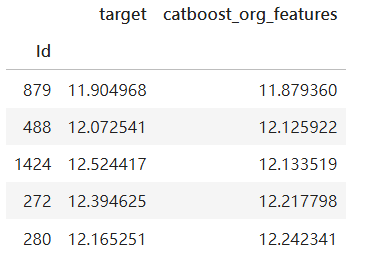 target catboost_org_features
Id
879 11.904968 11.879360
488 12.072541 12.125922
1424 12.524417 12.133519
272 12.394625 12.217798
280 12.165251 12.242341